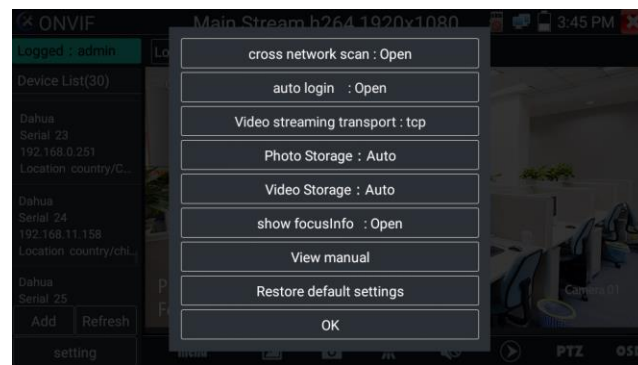 ONVIF
Main Stream h264 1920x1080
3:45 PM
Logged : admin
Lo
Device List(30)
Dahua
Serial 23
192.168.0.251
Location country/C...
Dahua
Serial 24
192.168.11.158
Location country/chi...
Dahua
Serial 25
Add
Refresh
setting
cross network scan : Open
auto login : Open
Video streaming transport : tcp
Photo Storage : Auto
Video Storage : Auto
show focusInfo : Open
View manual
Restore default settings
OK
Camera 01
menu
PTZ
OSD